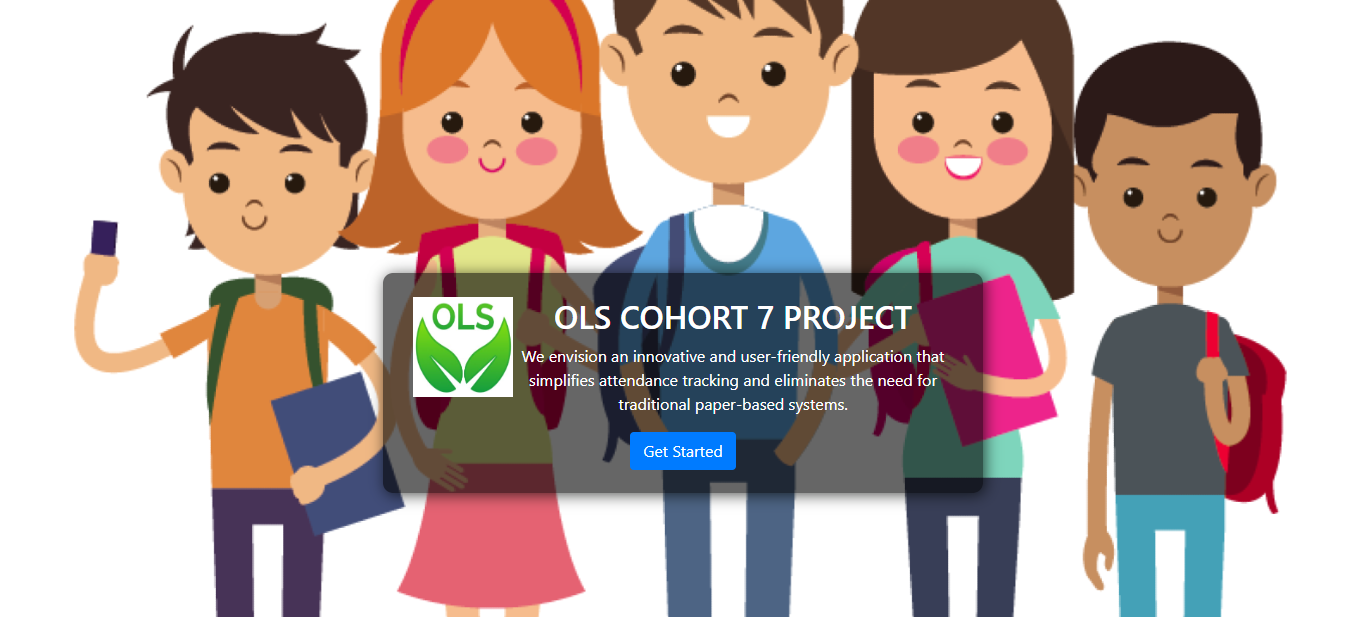 OLS
OLS COHORT 7 PROJECT
We envision an innovative and user-friendly application that
simplifies attendance tracking and eliminates the need for
traditional paper-based systems.
Get Started